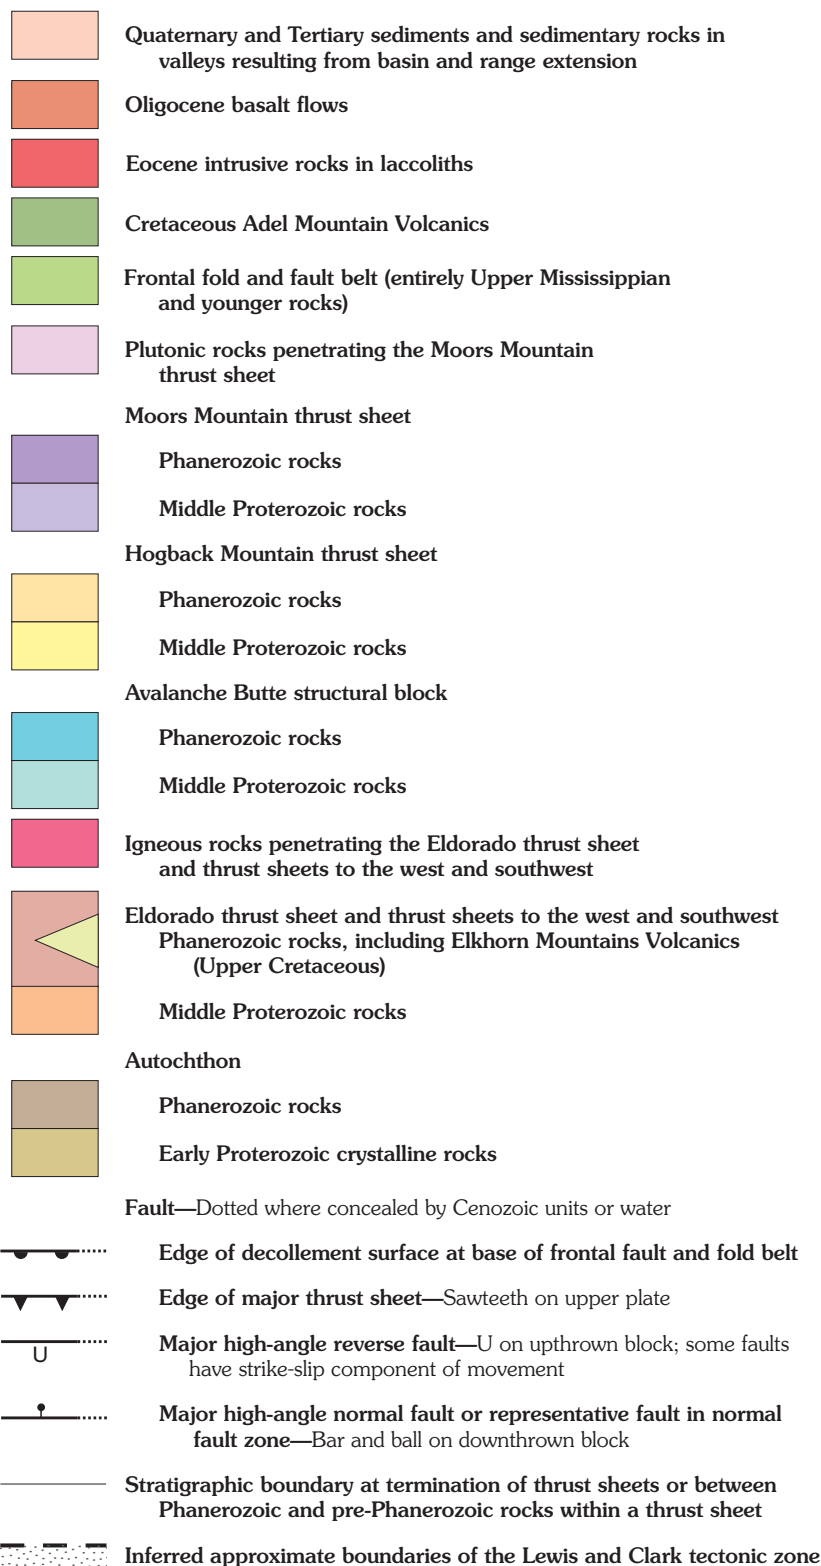 Quaternary and Tertiary sediments and sedimentary rocks in
valleys resulting from basin and range extension
Oligocene basalt flows
Eocene intrusive rocks in laccoliths
Cretaceous Adel Mountain Volcanics
Frontal fold and fault belt (entirely Upper Mississippian
and younger rocks)
Plutonic rocks penetrating the Moors Mountain
thrust sheet
Moors Mountain thrust sheet
Phanerozoic rocks
Middle Proterozoic rocks
Hogback Mountain thrust sheet
Phanerozoic rocks
Middle Proterozoic rocks
Avalanche Butte structural block
Phanerozoic rocks
Middle Proterozoic rocks
Igneous rocks penetrating the Eldorado thrust sheet
and thrust sheets to the west and southwest
Eldorado thrust sheet and thrust sheets to the west and southwest
Phanerozoic rocks, including Elkhorn Mountains Volcanics
(Upper Cretaceous)
Middle Proterozoic rocks
Autochthon
Phanerozoic rocks
Early Proterozoic crystalline rocks
Fault—Dotted where concealed by Cenozoic units or water
Edge of decollement surface at base of frontal fault and fold belt
Edge of major thrust sheet—Sawteeth on upper plate
Major high-angle reverse fault—U on upthrown block; some faults
U
have strike-slip component of movement
Major high-angle normal fault or representative fault in normal
fault zone—Bar and ball on downthrown block
Stratigraphic boundary at termination of thrust sheets or between
Phanerozoic and pre-Phanerozoic rocks within a thrust sheet
Inferred approximate boundaries of the Lewis and Clark tectonic zone